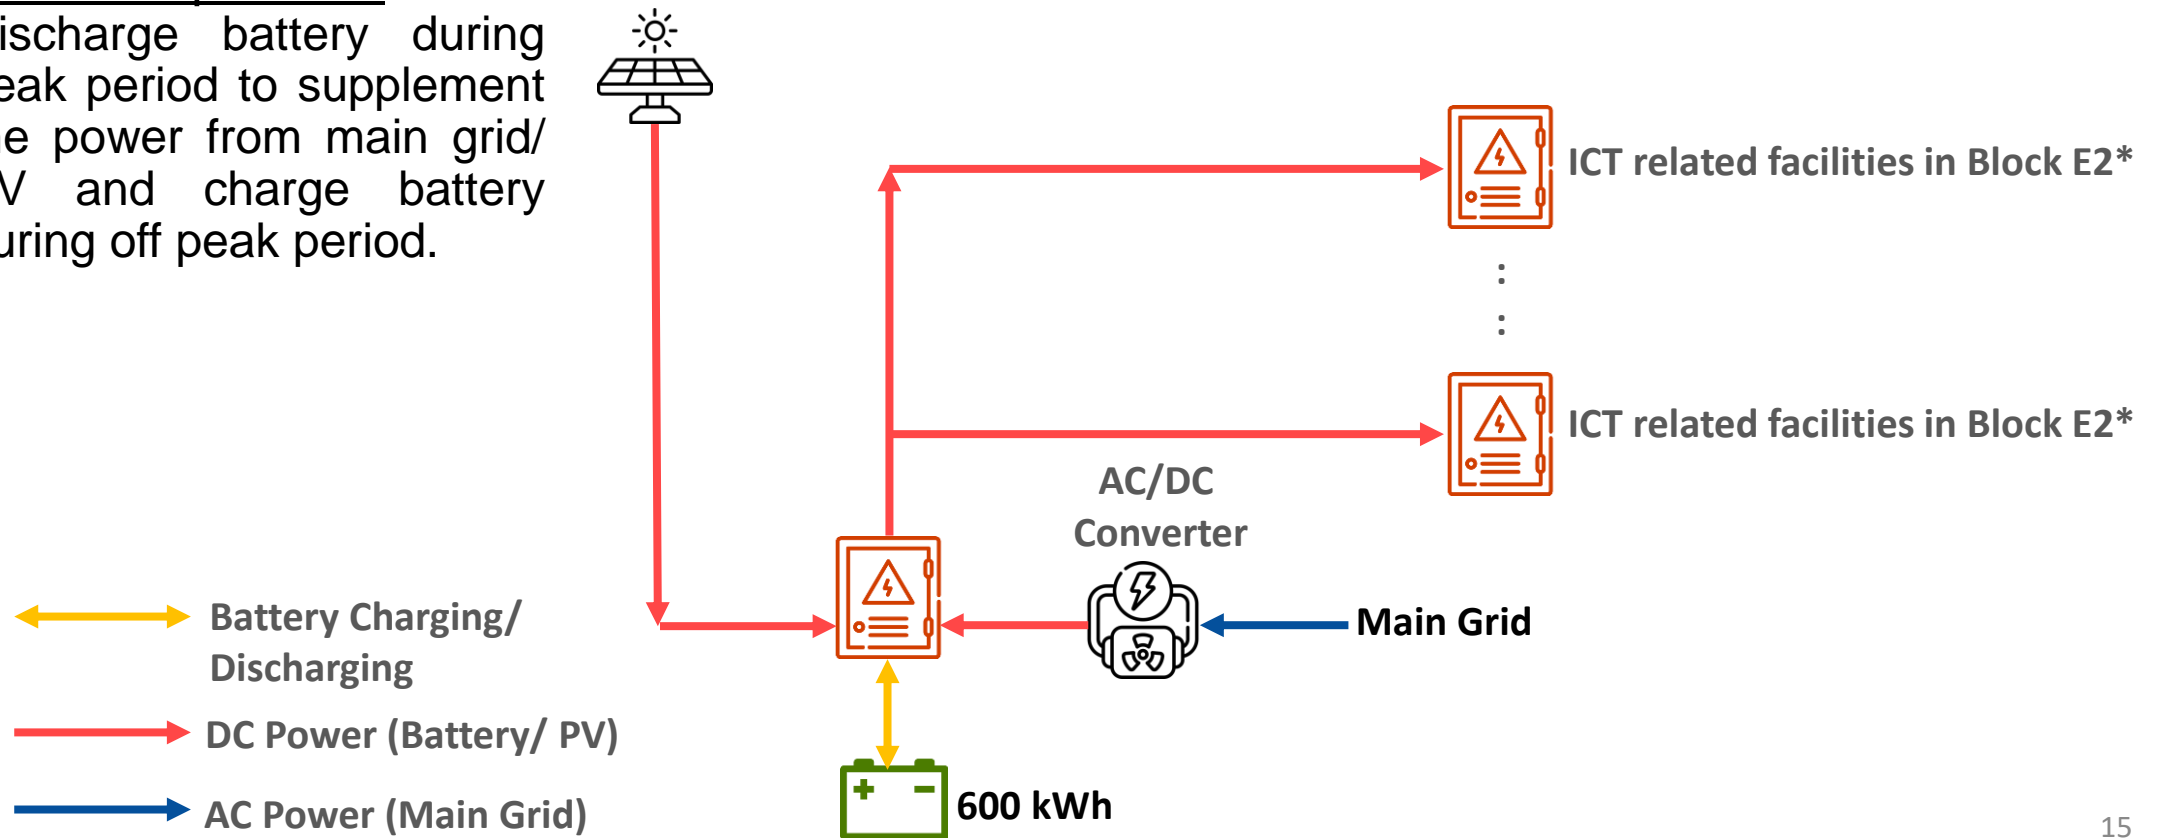 ischarge battery during
eak period to supplement
he power from main grid/
V and charge battery
uring off peak period.
ICT related facilities in Block E2*
:
:
ICT related facilities in Block E2*
AC/DC
Converter
Main Grid
Battery Charging/
Discharging
DC Power (Battery/ PV)
AC Power (Main Grid)
+ −
600 kWh
15